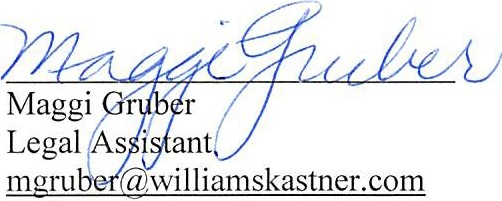 Maggi Gruber
Maggi Gruber
Legal Assistant
mgruber@williamskastner.com